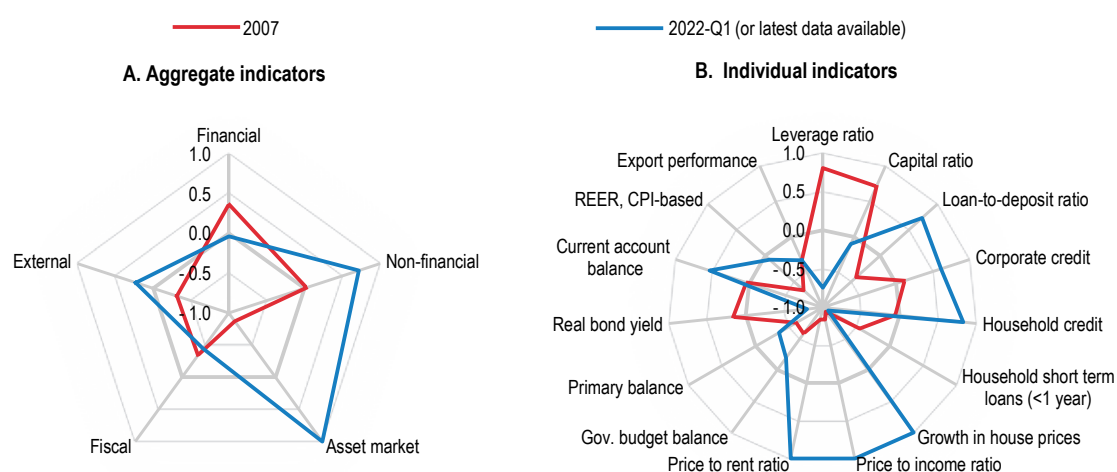 2007
2022-Q1 (or latest data available)
A. Aggregate indicators
B. Individual indicators
Financial
1.0
0.5
0.0
- 0.5
- 1.0
External
Non-financial
Fiscal
Asset market
Leverage ratio
1.0
0.5
0.0
- 0.5
- 1.0
Export performance
Capital ratio
REER, CPI-based
Loan-to-deposit ratio
Current account
balance
Corporate credit
Real bond yield
Household credit
Primary balance
Household short term
loans (<1 year)
Gov. budget balance
Growth in house prices
Price to rent ratio
Price to income ratio